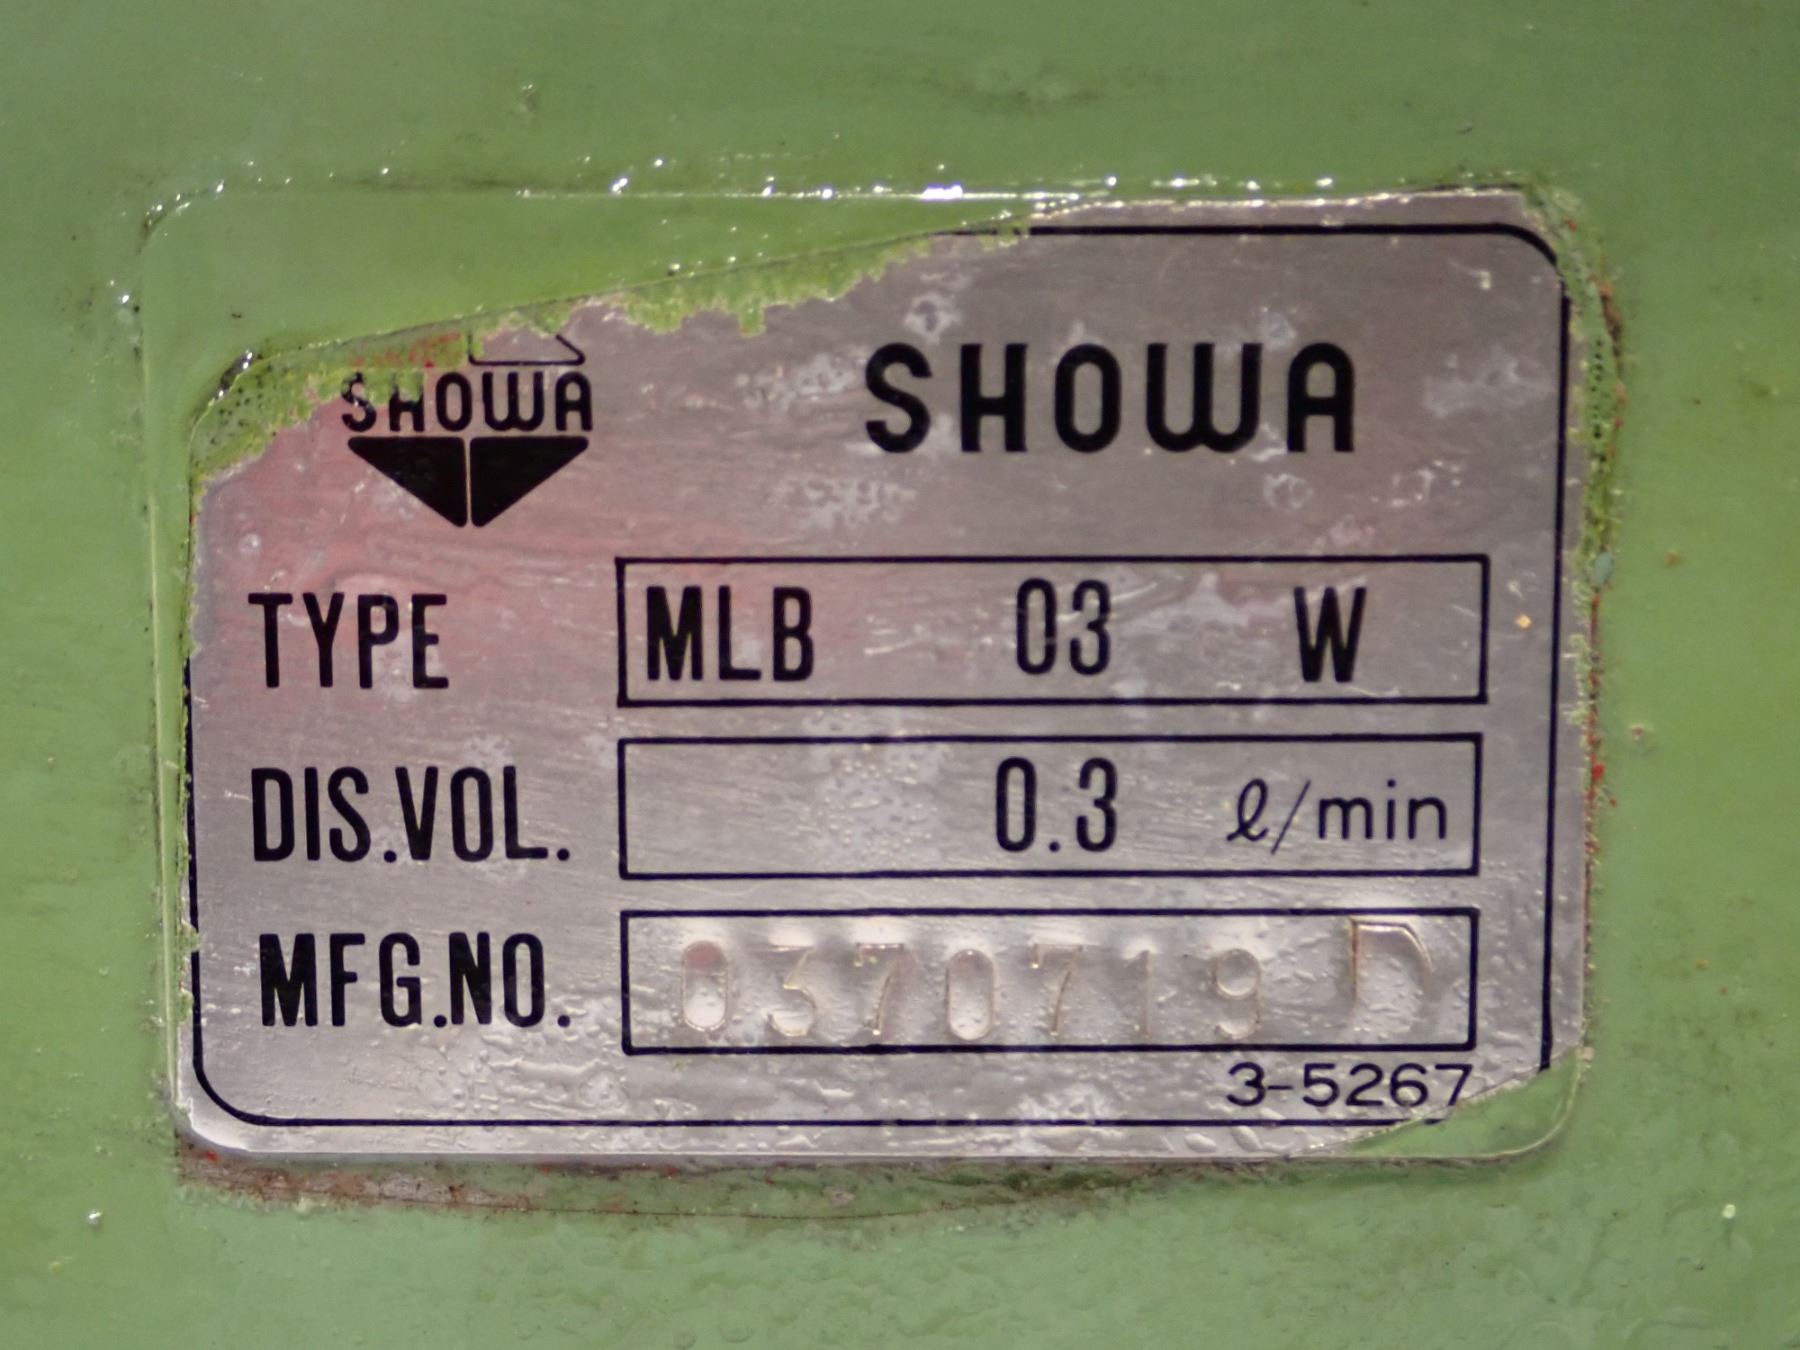 SHOWA
SHOWA
TYPE MLB 03 W
DIS.VOL. 0.3 ℓ/min
MFG.NO. 0370719 D
3-5267